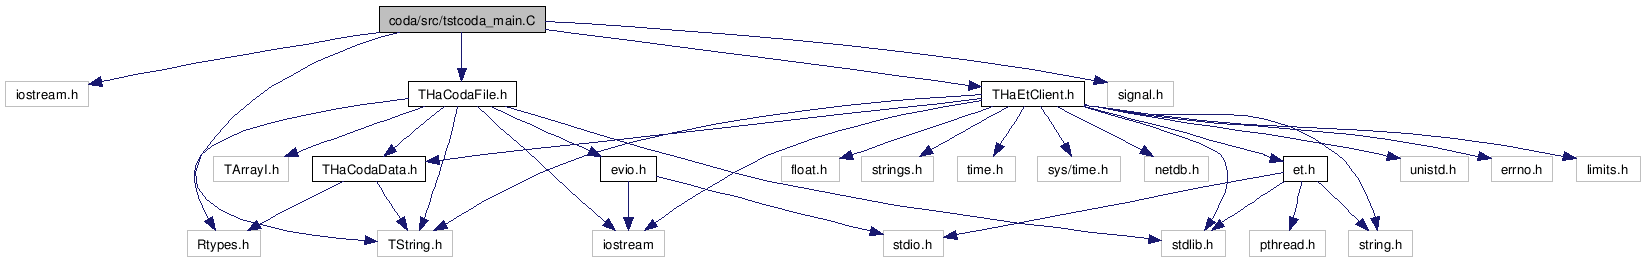 coda/src/tstcoda_main.C
iostream.h
THaCodaFile.h
THaEtClient.h
signal.h
TArrayI.h
THaCodaData.h
evio.h
float.h
strings.h
time.h
sys/time.h
netdb.h
et.h
unistd.h
errno.h
limits.h
Rtypes.h
TString.h
iostream
stdio.h
stdlib.h
pthread.h
string.h